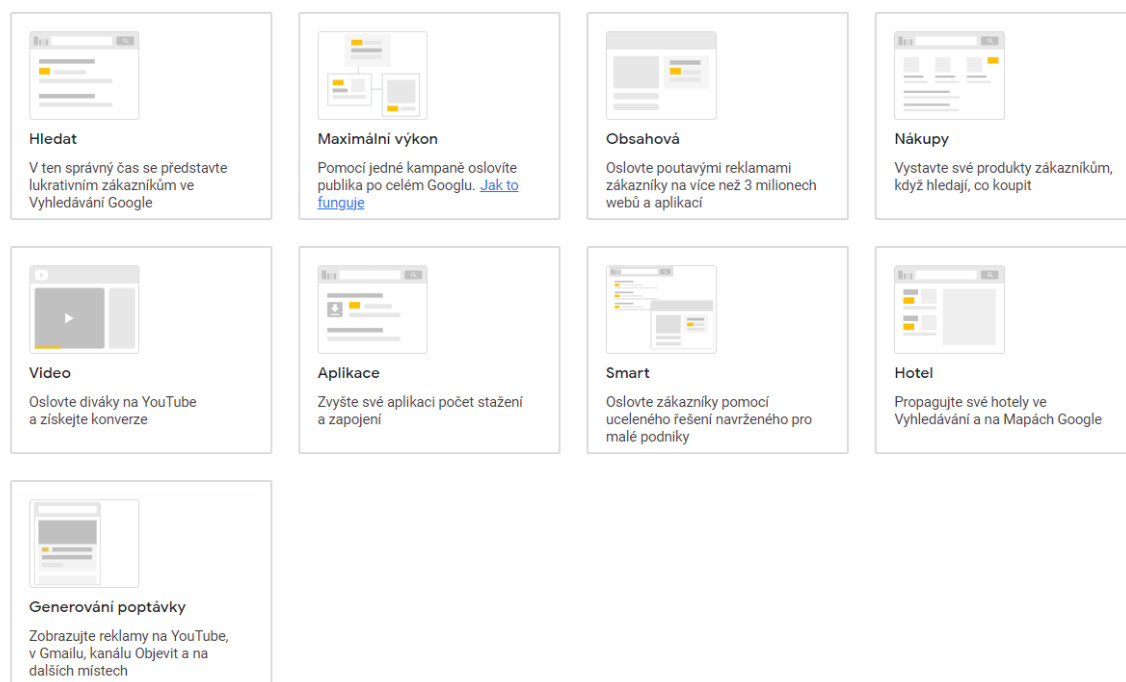 Hledat
V ten správný čas se představte
lukrativním zákazníkům ve
Vyhledávání Google
Maximální výkon
Pomocí jedné kampaně oslovíte
publika po celém Googlu. Jak to
funguje
Obsahová
Oslovte poutavými reklamami
zákazníky na více než 3 milionech
webů a aplikací
Nákupy
Vystavte své produkty zákazníkům,
když hledají, co koupit
Video
Oslovte diváky na YouTube
a získejte konverze
Aplikace
Zvyšte své aplikaci počet stažení
a zapojení
Smart
Oslovte zákazníky pomocí
uceleného řešení navrženého pro
malé podniky
Hotel
Propagujte své hotely ve
Vyhledávání a na Mapách Google
Generování poptávky
Zobrazujte reklamy na YouTube,
v Gmailu, kanálu Objevit a na
dalších místech